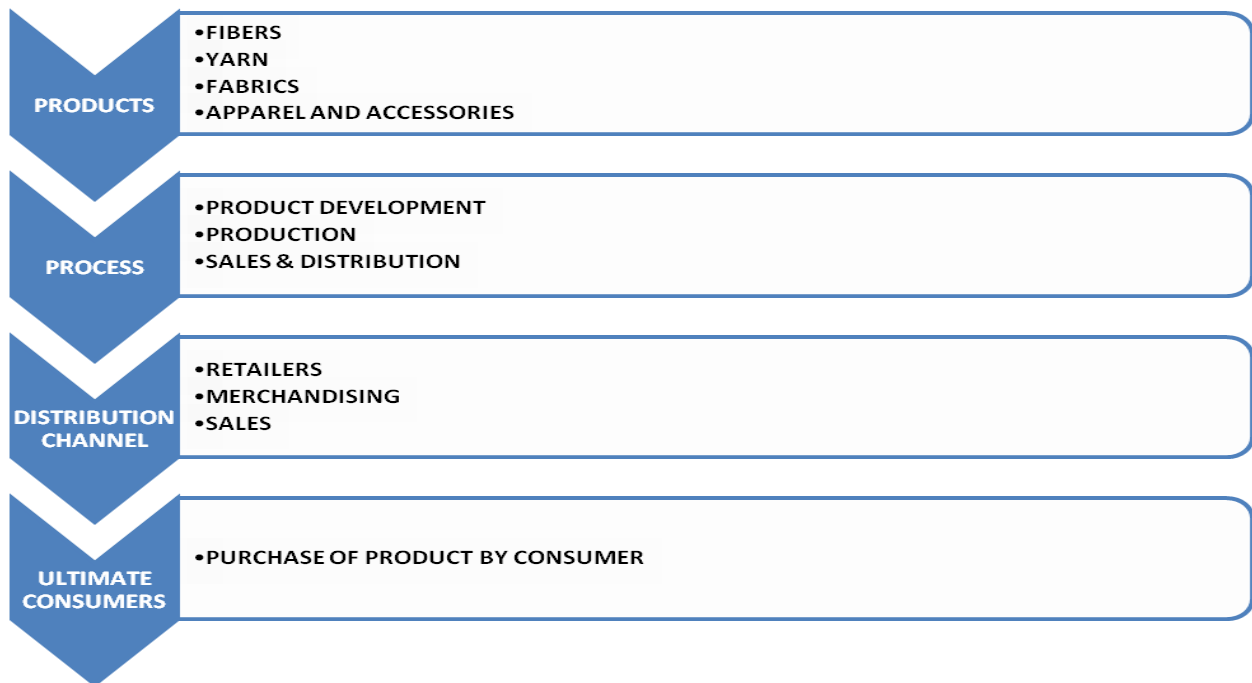 PRODUCTS
•FIBERS
•YARN
•FABRICS
•APPAREL AND ACCESSORIES
PROCESS
•PRODUCT DEVELOPMENT
•PRODUCTION
•SALES & DISTRIBUTION
DISTRIBUTION
CHANNEL
•RETAILERS
•MERCHANDISING
•SALES
ULTIMATE
CONSUMERS
•PURCHASE OF PRODUCT BY CONSUMER